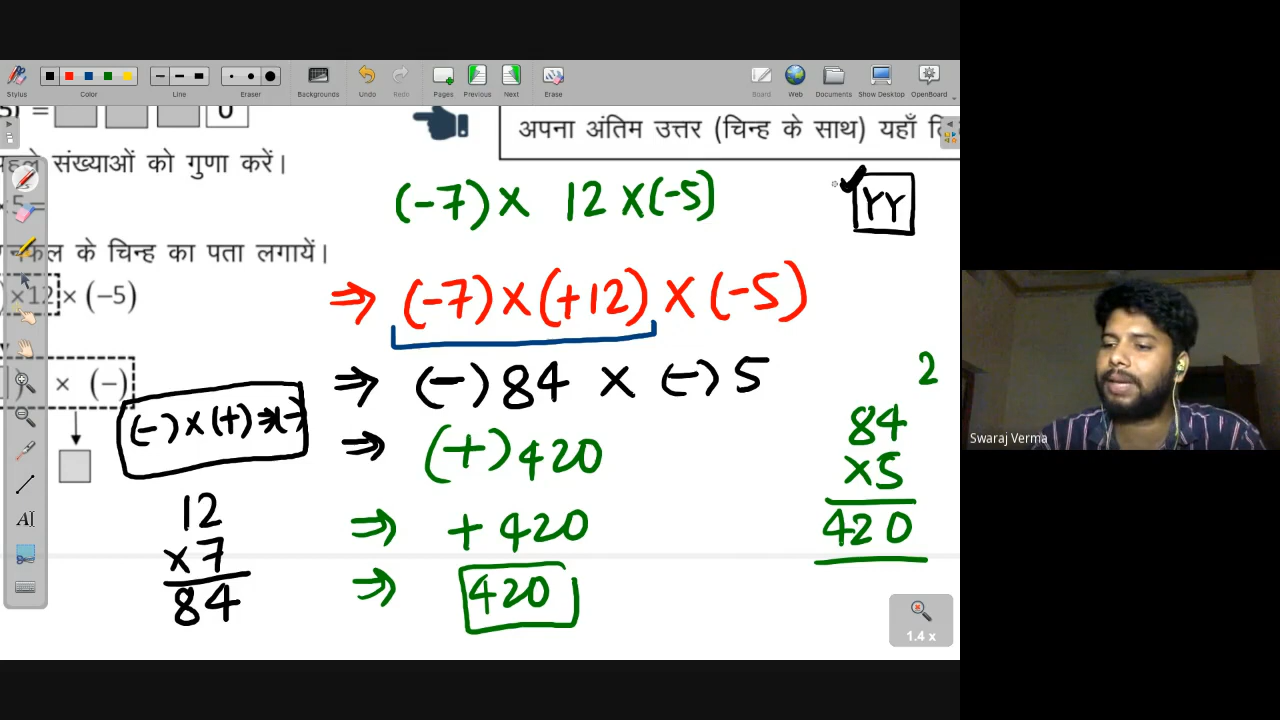 Stylus Color Line Eraser Backgrounds Undo Redo Pages Previous Next Erase Board Web Documents Show Desktop OpenBoard
= 0
अपना अंतिम उत्तर (चिन्ह के साथ) यहाँ
संख्याओं को गुणा करें।
(-7) x 12 x (-5)
YY
5 =
के चिन्ह का पता लगायें।
×12 × (−5)
⇒ (-7) x (+12) x (-5)
× (−)
⇒ (-) 84 x (-) 5
2
(-) x (+) ⇒ (-)
⇒ (+) 420
84
x5
420
12
x 7
84
⇒ + 420
⇒ 420
1.4 x
Swaraj Verma